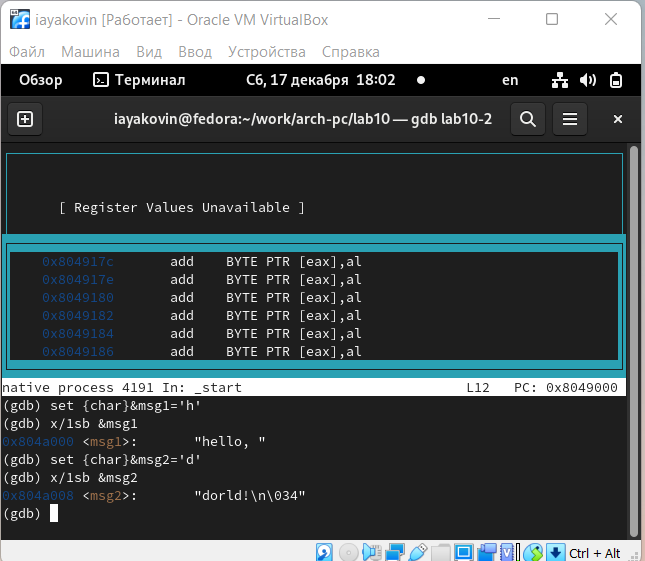 iayakovin [Работает] - Oracle VM VirtualBox
Файл Машина Вид Ввод Устройства Справка
Обзор Терминал Сб, 17 декабря 18:02 en
iayakovin@fedora:~/work/arch-pc/lab10 — gdb lab10-2
[ Register Values Unavailable ]
0x804917c add BYTE PTR [eax],al
0x804917e add BYTE PTR [eax],al
0x8049180 add BYTE PTR [eax],al
0x8049182 add BYTE PTR [eax],al
0x8049184 add BYTE PTR [eax],al
0x8049186 add BYTE PTR [eax],al
native process 4191 In: _start L12 PC: 0x8049000
(gdb) set {char}&msg1='h'
(gdb) x/1sb &msg1
0x804a000 <msg1>: "hello, "
(gdb) set {char}&msg2='d'
(gdb) x/1sb &msg2
0x804a008 <msg2>: "dorld!\n\034"
(gdb)
Ctrl + Alt